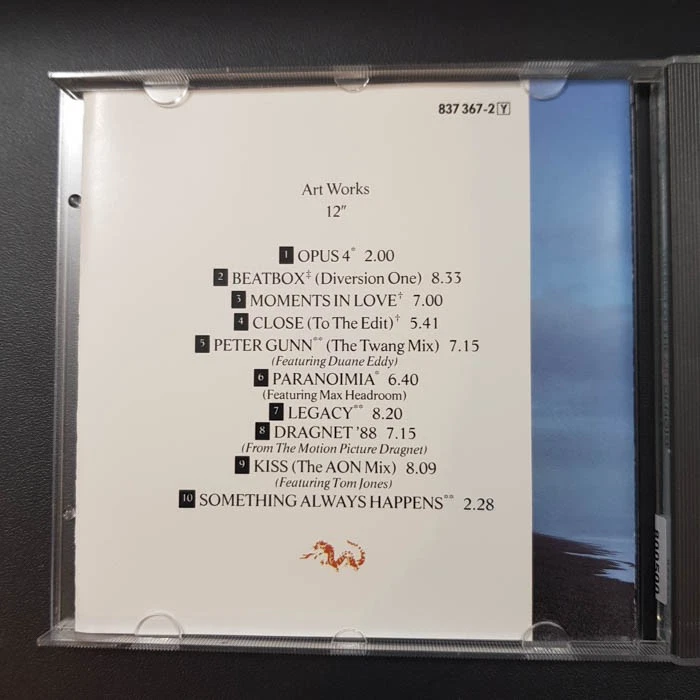 837 367-2 Y
Art Works
12"
1 OPUS 4° 2.00
2 BEATBOX‡ (Diversion One) 8.33
3 MOMENTS IN LOVE† 7.00
4 CLOSE (To The Edit)† 5.41
5 PETER GUNN°° (The Twang Mix) 7.15
(Featuring Duane Eddy)
6 PARANOIMIA° 6.40
(Featuring Max Headroom)
7 LEGACY°° 8.20
8 DRAGNET '88 7.15
(From The Motion Picture Dragnet)
9 KISS (The AON Mix) 8.09
(Featuring Tom Jones)
10 SOMETHING ALWAYS HAPPENS°° 2.28